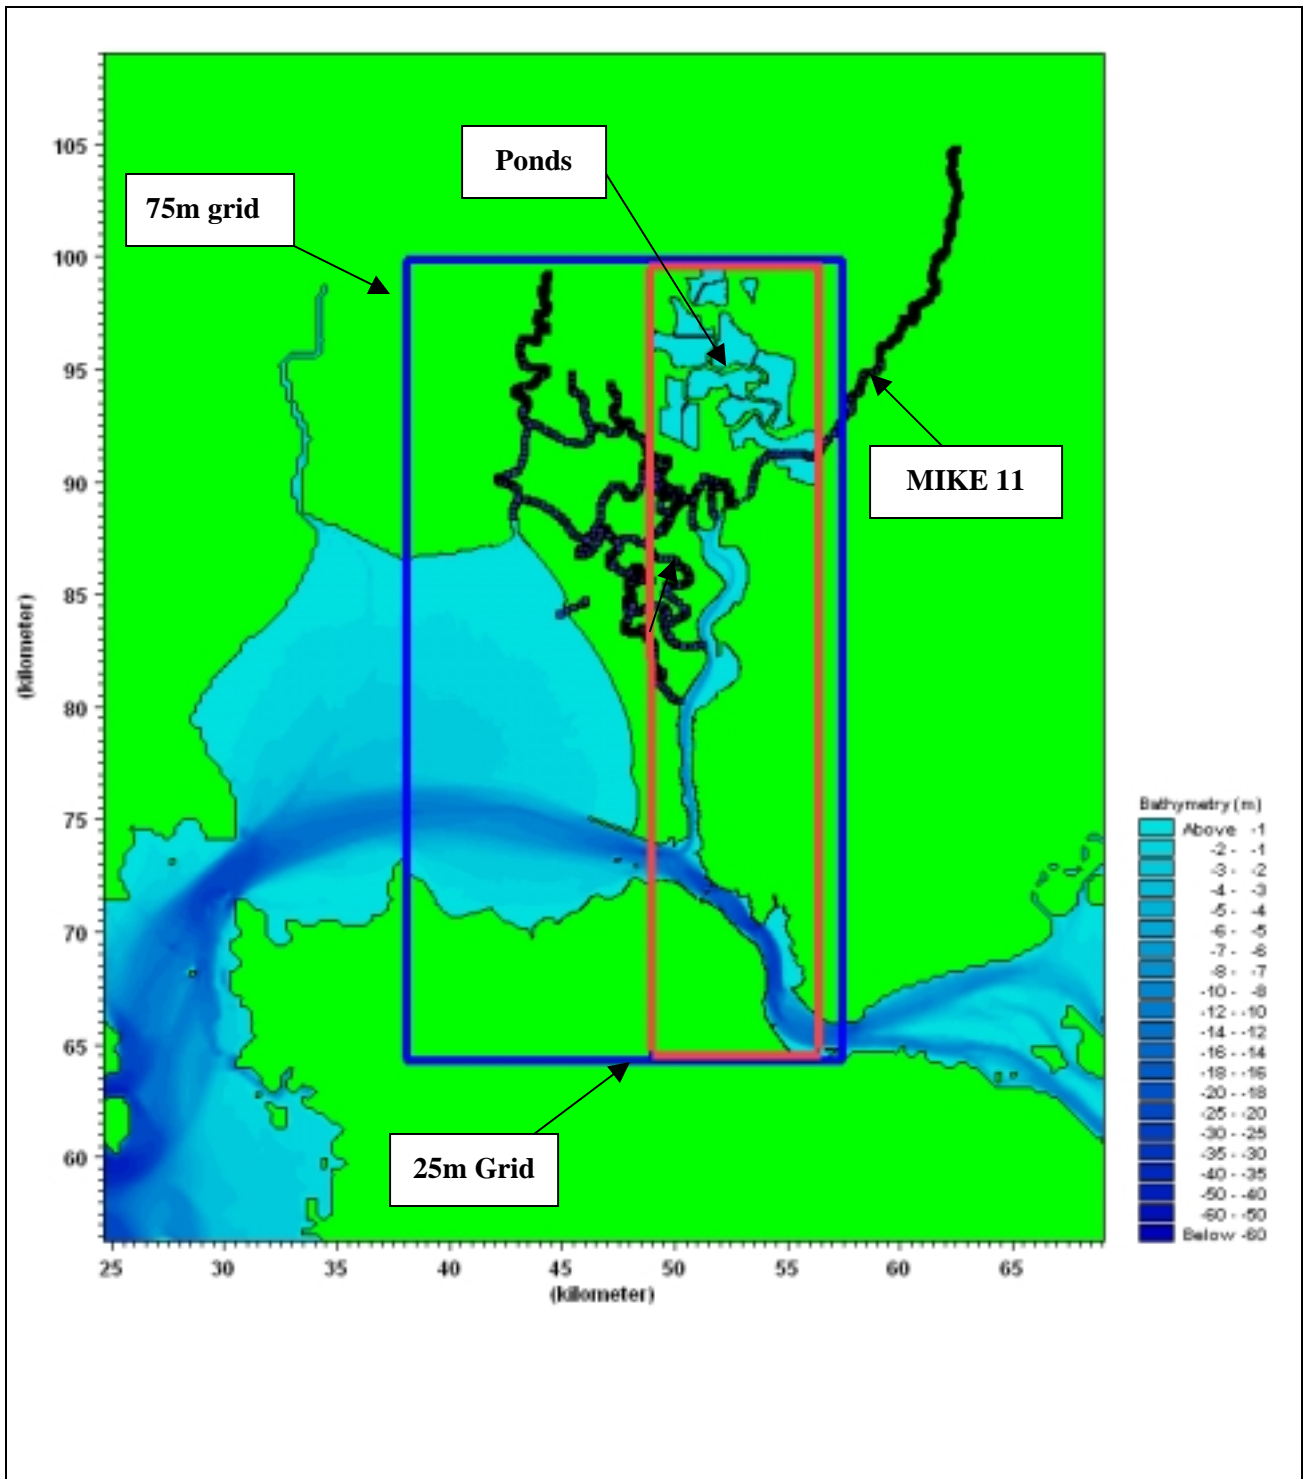 105
Ponds
75m grid
100
95
MIKE 11
90
85
(kilometer)
80
75
70
65
60
25m Grid
25 30 35 40 45 50 55 60 65
(kilometer)
Bathymetry (m)
Above -1
-2 - -1
-3 - -2
-4 - -3
-5 - -4
-6 - -5
-7 - -6
-8 - -7
-10 - -8
-12 - -10
-14 - -12
-16 - -14
-18 - -16
-20 - -18
-25 - -20
-30 - -25
-35 - -30
-40 - -35
-50 - -40
-60 - -50
Below -60